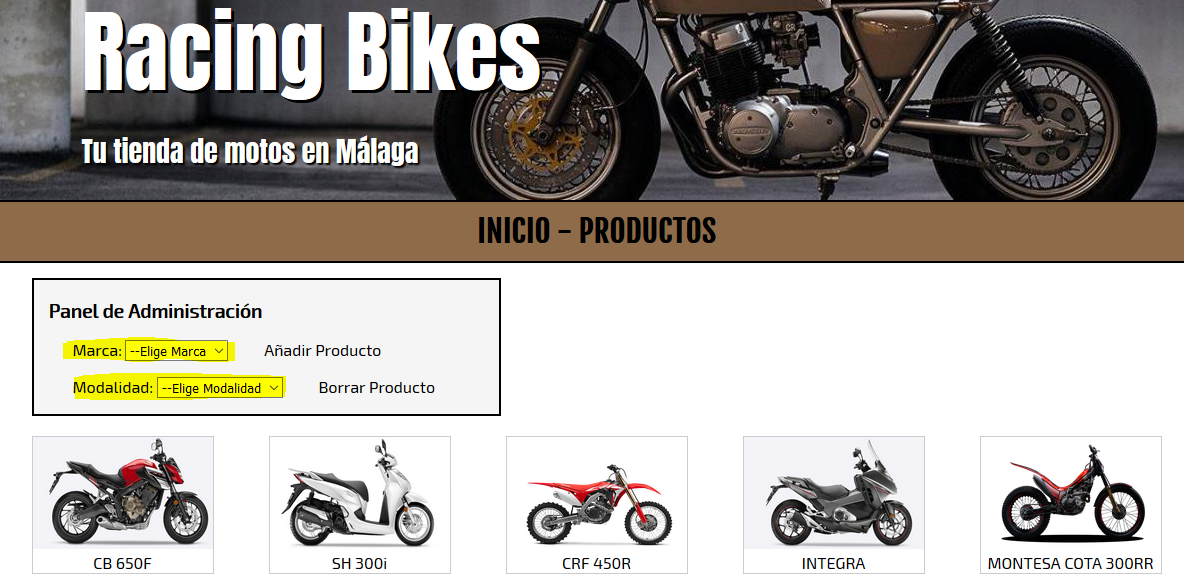 Racing Bikes
Tu tienda de motos en Málaga
INICIO - PRODUCTOS
Panel de Administración
Marca: --Elige Marca Añadir Producto
Modalidad: --Elige Modalidad Borrar Producto
CB 650F SH 300i CRF 450R INTEGRA MONTESA COTA 300RR